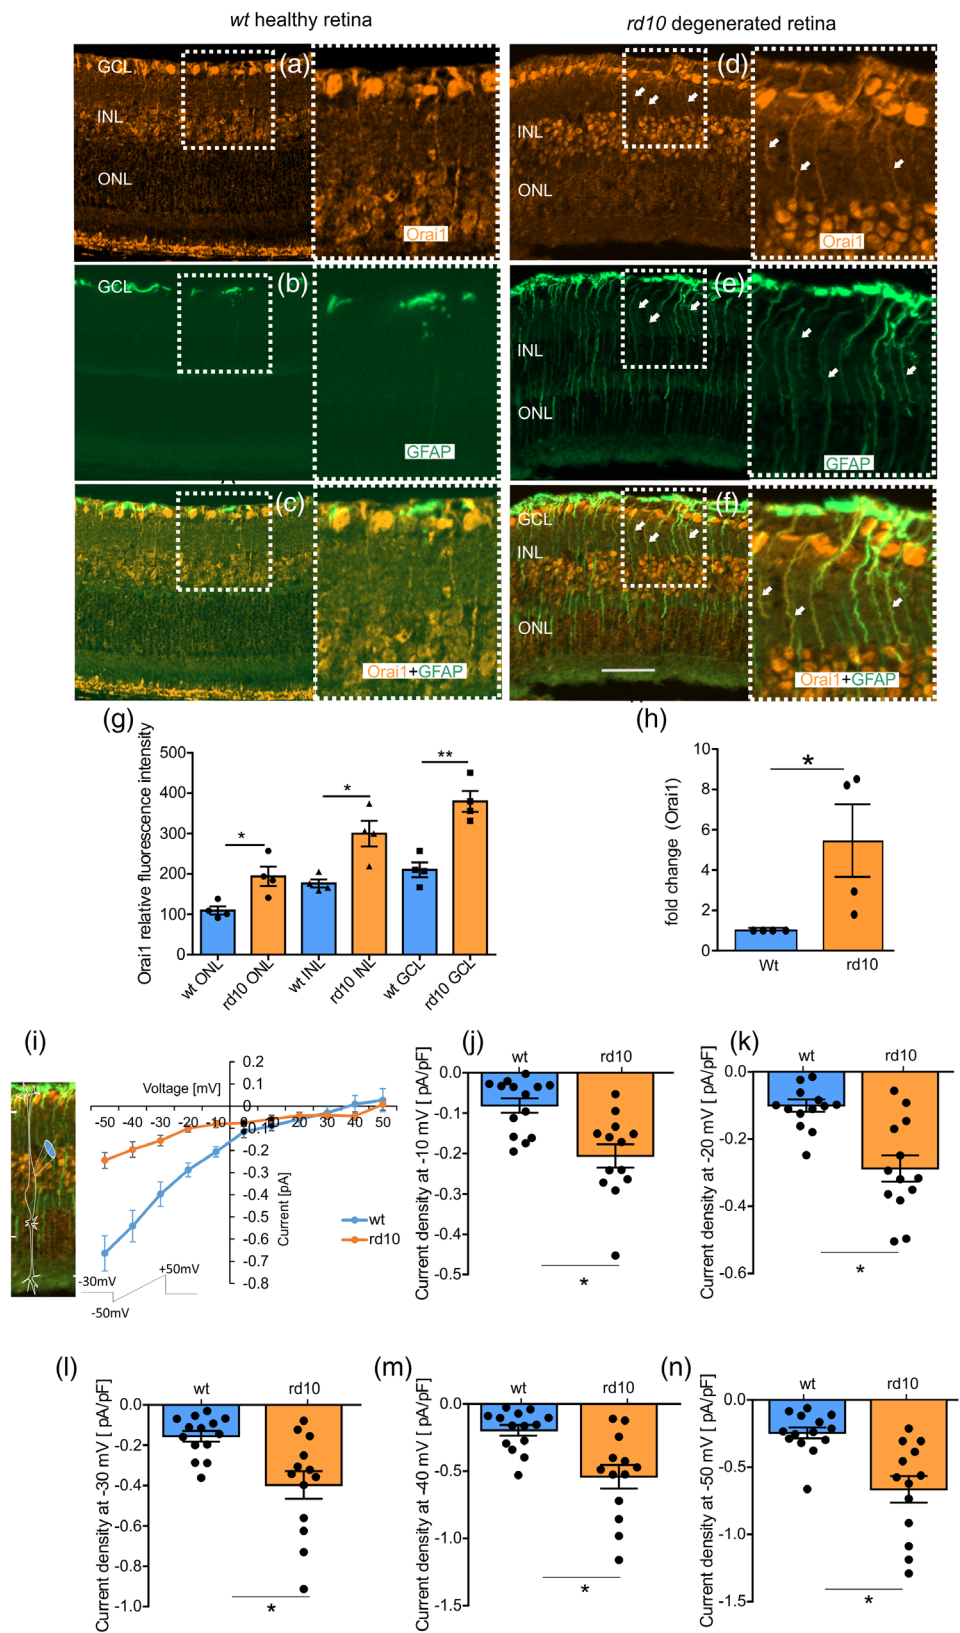 wt healthy retina
rd10 degenerated retina
GCL
(a)
INL
ONL
Orai1
(d)
INL
ONL
Orai1
GCL
(b)
GFAP
(e)
INL
ONL
GFAP
(c)
Orai1+GFAP
(f)
GCL
INL
ONL
Orai1+GFAP
(g)
Orai1 relative fluorescence intensity
500
400
300
200
100
0
*
*
**
wt ONL
rd10 ONL
wt INL
rd10 INL
wt GCL
rd10 GCL
(h)
fold change (Orai1)
10
8
6
4
2
0
*
Wt
rd10
(i)
Voltage [mV]
0.2
0.1
0
-0.1
-0.2
-0.3
-0.4
-0.5
-0.6
-0.7
-0.8
-50 -40 -30 -20 -10 0 10 20 30 40 50
Current [pA]
wt
rd10
-30mV
+50mV
-50mV
(j)
wt
rd10
Current density at -10 mV [ pA/pF]
0.0
-0.1
-0.2
-0.3
-0.4
-0.5
*
(k)
wt
rd10
Current density at -20 mV [ pA/pF]
0.0
-0.2
-0.4
-0.6
*
(l)
wt
rd10
Current density at -30 mV [ pA/pF]
0.0
-0.2
-0.4
-0.6
-0.8
-1.0
*
(m)
wt
rd10
Current density at -40 mV [ pA/pF]
0.0
-0.5
-1.0
-1.5
*
(n)
wt
rd10
Current density at -50 mV [ pA/pF]
0.0
-0.5
-1.0
-1.5
*